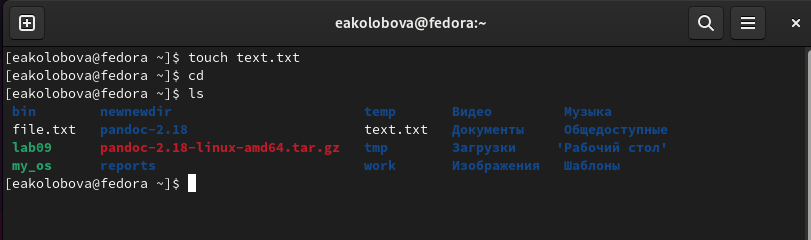 eakolobova@fedora:~
[eakolobova@fedora ~]$ touch text.txt
[eakolobova@fedora ~]$ cd
[eakolobova@fedora ~]$ ls
bin newnewdir temp Видео Музыка
file.txt pandoc-2.18 text.txt Документы Общедоступные
lab09 pandoc-2.18-linux-amd64.tar.gz tmp Загрузки 'Рабочий стол'
my_os reports work Изображения Шаблоны
[eakolobova@fedora ~]$